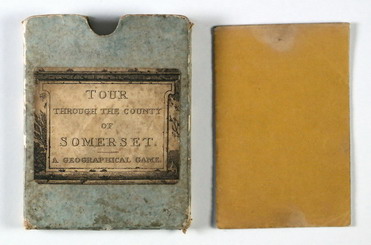 TOUR
THROUGH THE COUNTY
OF
SOMERSET.
A GEOGRAPHICAL GAME.